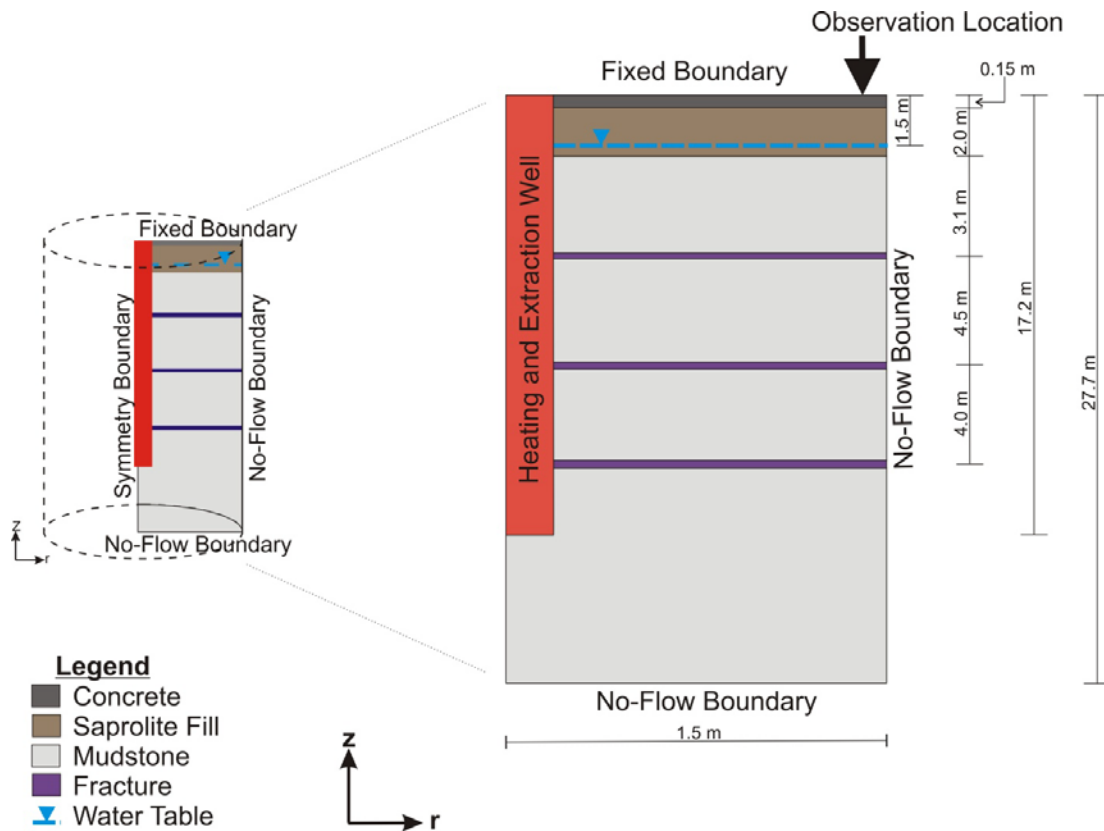 Observation Location
Fixed Boundary
0.15 m
1.5 m
2.0 m
3.1 m
4.5 m
4.0 m
17.2 m
27.7 m
Heating and Extraction Well
No-Flow Boundary
No-Flow Boundary
1.5 m
Fixed Boundary
Symmetry Boundary
No-Flow Boundary
No-Flow Boundary
z
r
Legend
Concrete
Saprolite Fill
Mudstone
Fracture
Water Table
z
r